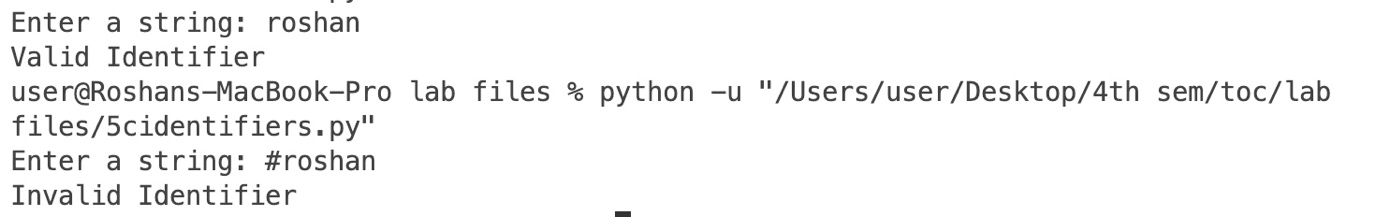 Enter a string: roshan
Valid Identifier
user@Roshans-MacBook-Pro lab files % python -u "/Users/user/Desktop/4th sem/toc/lab
files/5cidentifiers.py"
Enter a string: #roshan
Invalid Identifier